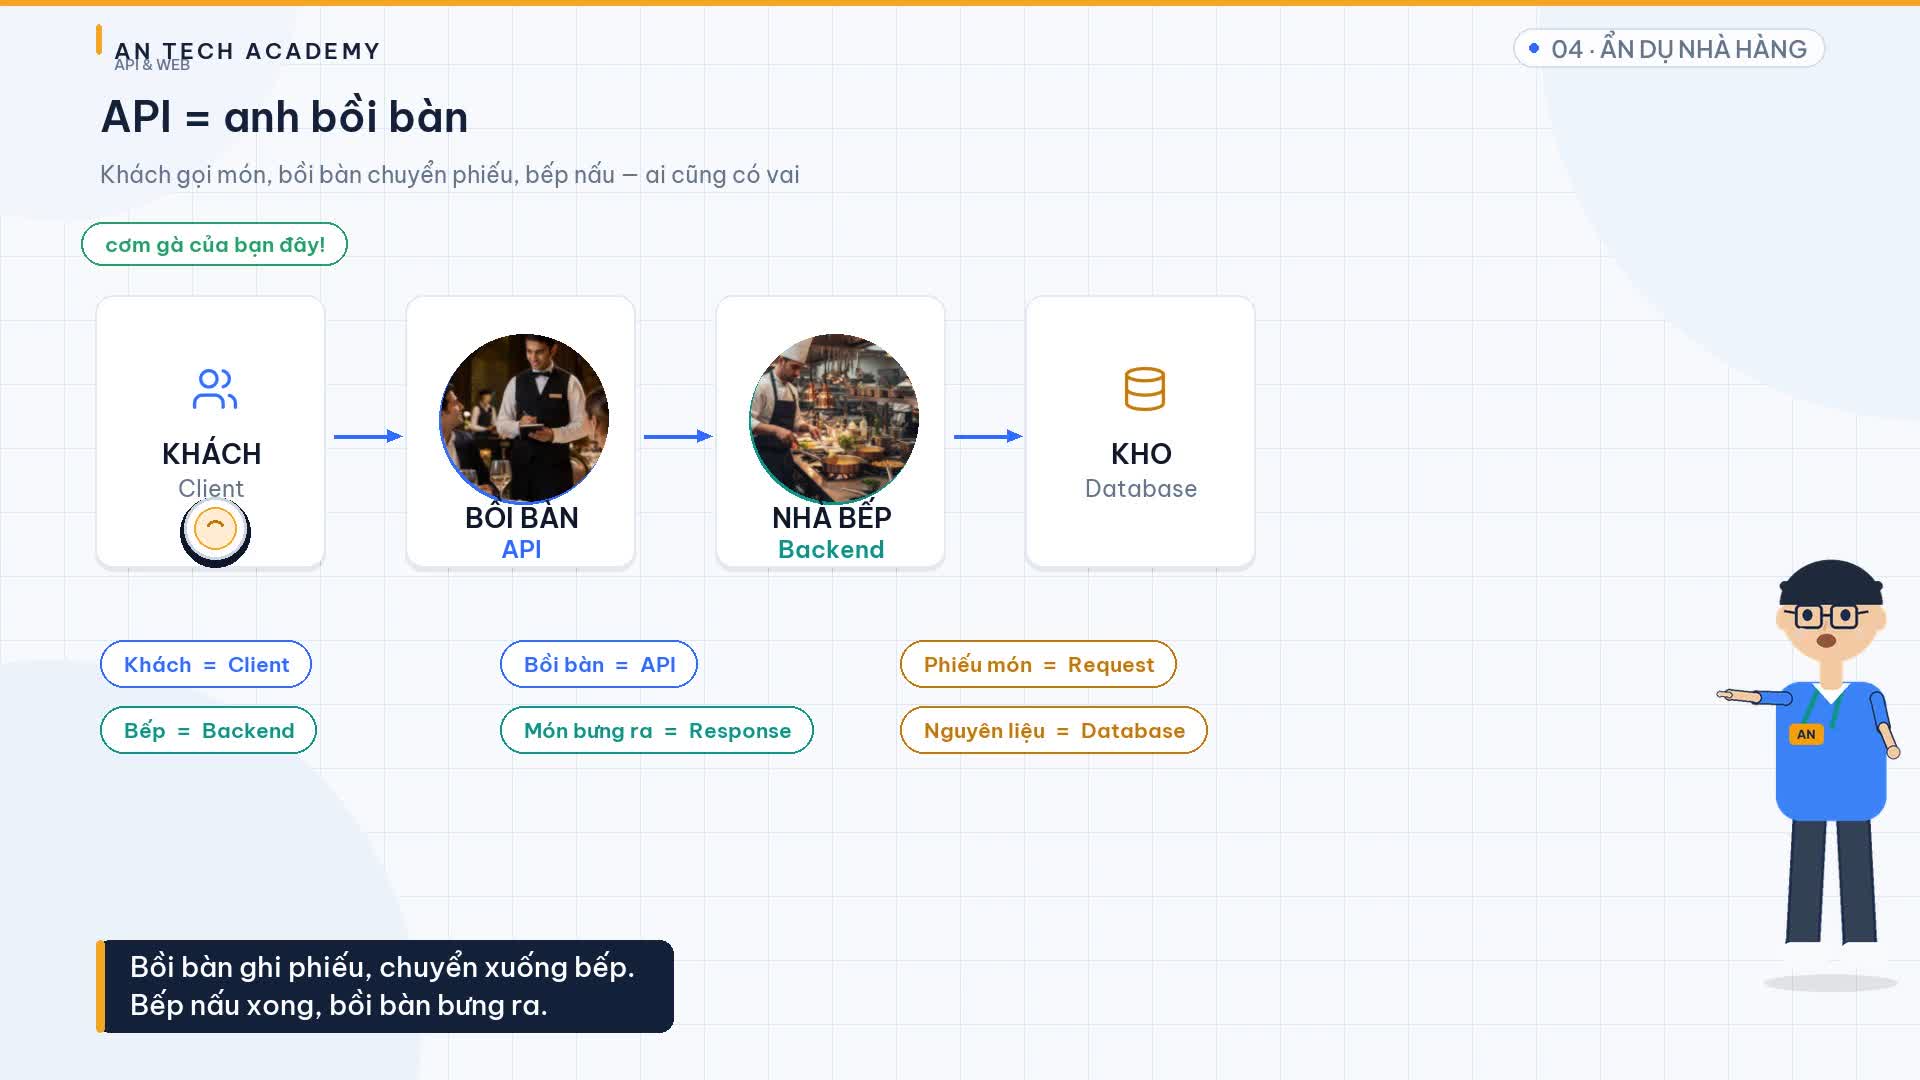 AN TECH ACADEMY
API & WEB
04 · ẨN DỤ NHÀ HÀNG
API = anh bồi bàn
Khách gọi món, bồi bàn chuyển phiếu, bếp nấu — ai cũng có vai
cơm gà của bạn đây!
KHÁCH
Client
BỒI BÀN
API
NHÀ BẾP
Backend
KHO
Database
Khách = Client
Bồi bàn = API
Phiếu món = Request
Bếp = Backend
Món bưng ra = Response
Nguyên liệu = Database
AN
Bồi bàn ghi phiếu, chuyển xuống bếp.
Bếp nấu xong, bồi bàn bưng ra.